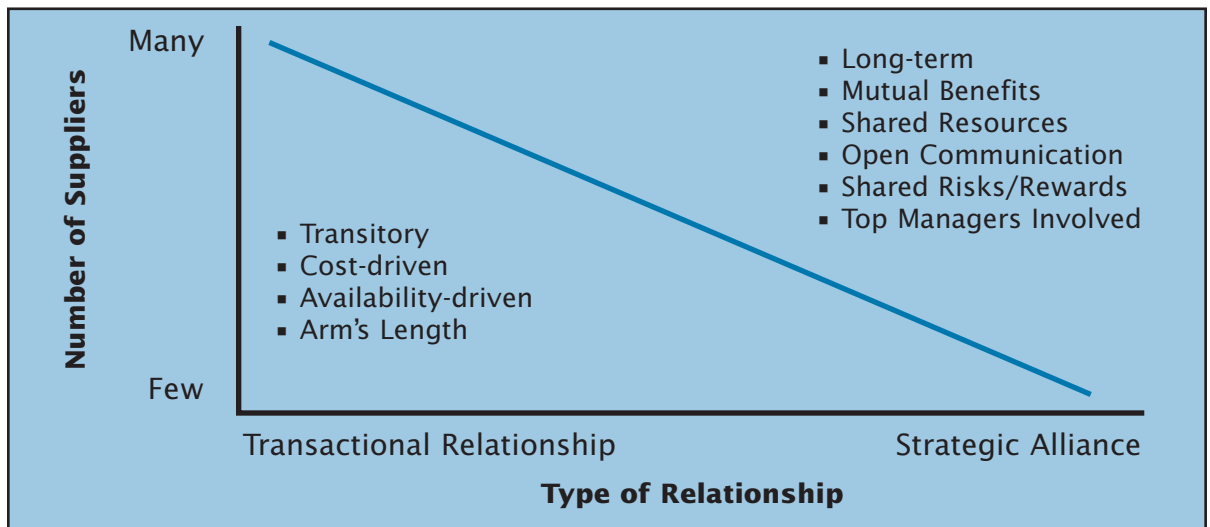 Number of Suppliers
Many
Few
▪ Transitory
▪ Cost-driven
▪ Availability-driven
▪ Arm’s Length
▪ Long-term
▪ Mutual Benefits
▪ Shared Resources
▪ Open Communication
▪ Shared Risks/Rewards
▪ Top Managers Involved
Transactional Relationship
Strategic Alliance
Type of Relationship